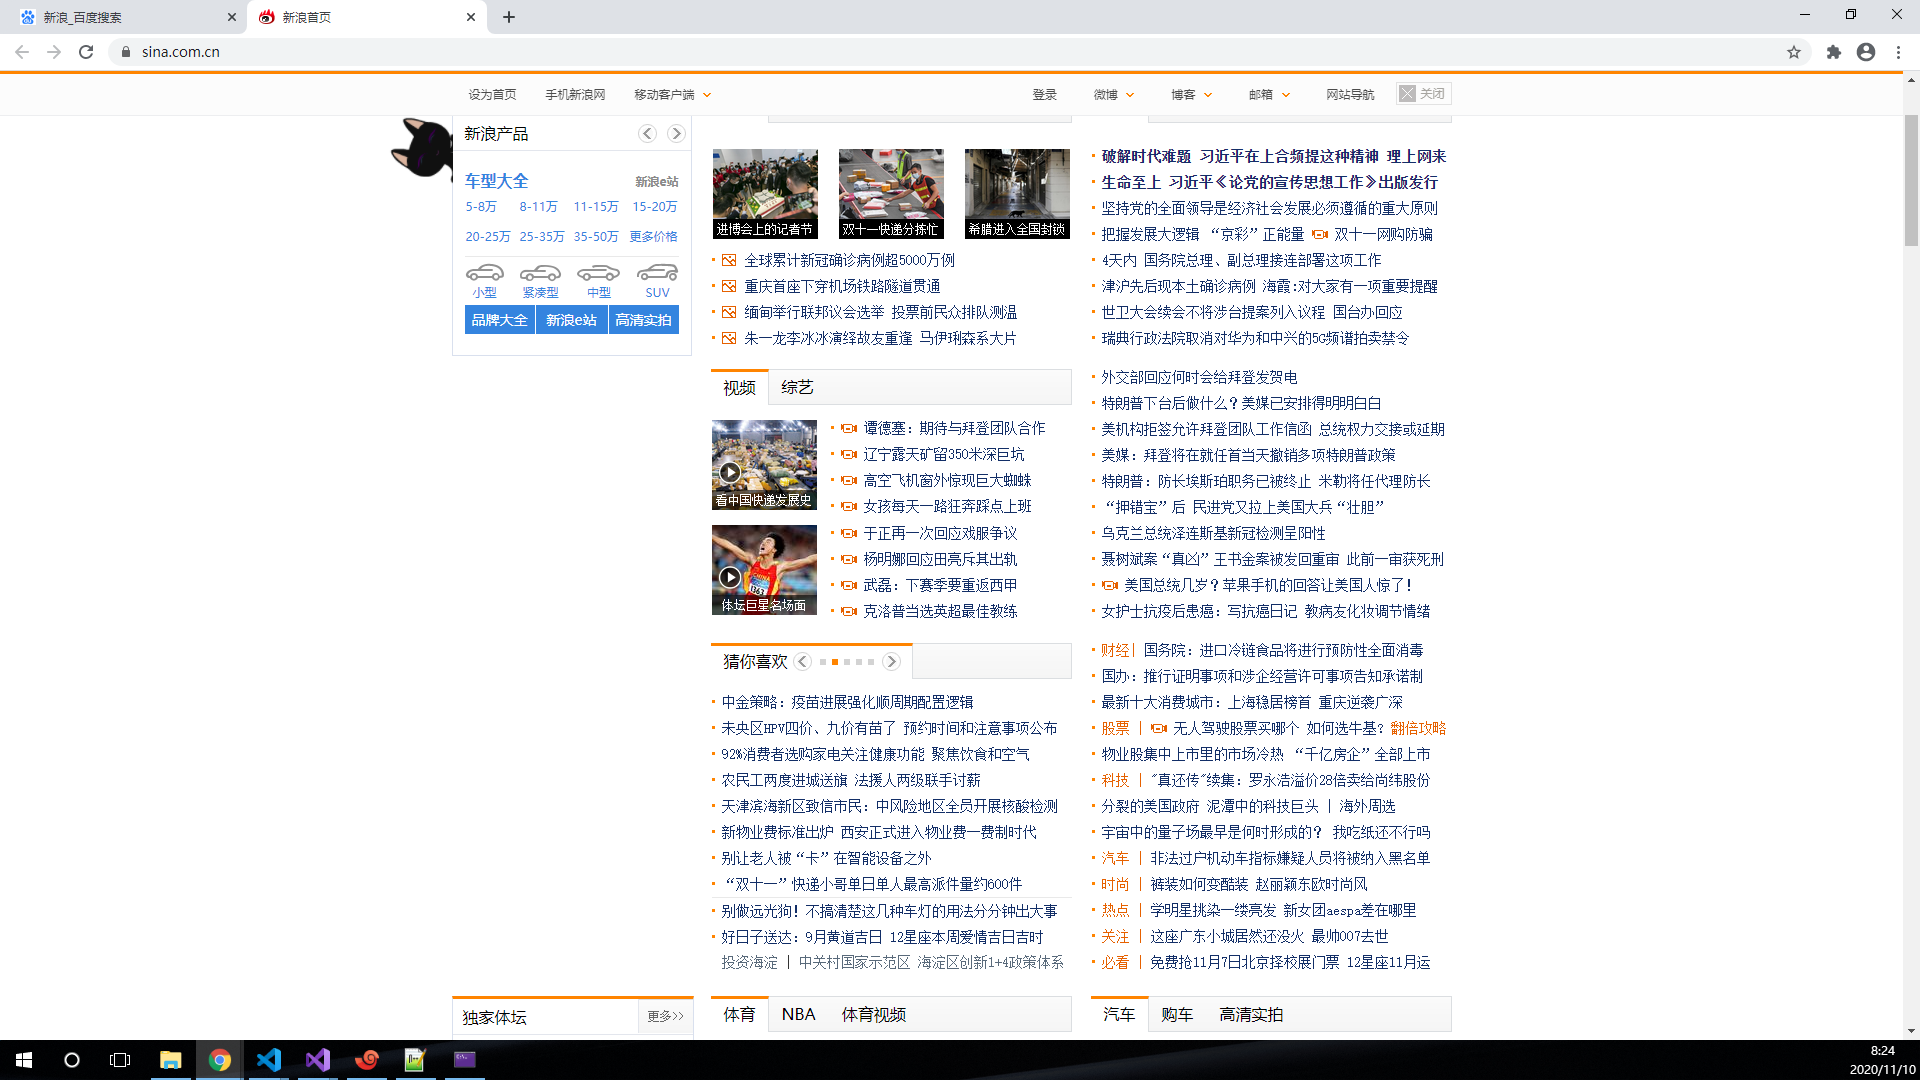 新浪_百度搜索
新浪首页
sina.com.cn
设为首页 手机新浪网 移动客户端 登录 微博 博客 邮箱 网站导航 关闭
新浪产品
车型大全 新浪e站
5-8万 8-11万 11-15万 15-20万
20-25万 25-35万 35-50万 更多价格
小型 紧凑型 中型 SUV
品牌大全 新浪e站 高清实拍
进博会上的记者节 双十一快递分拣忙 希腊进入全国封锁
全球累计新冠确诊病例超5000万例
重庆首座下穿机场铁路隧道贯通
缅甸举行联邦议会选举 投票前民众排队测温
朱一龙李冰冰演绎故友重逢 马伊琍森系大片
视频 综艺
看中国快递发展史
体坛巨星名场面
1363
谭德塞：期待与拜登团队合作
辽宁露天矿留350米深巨坑
高空飞机窗外惊现巨大蜘蛛
女孩每天一路狂奔踩点上班
于正再一次回应戏服争议
杨明娜回应田亮斥其出轨
武磊：下赛季要重返西甲
克洛普当选英超最佳教练
猜你喜欢
中金策略：疫苗进展强化顺周期配置逻辑
未央区HPV四价、九价有苗了 预约时间和注意事项公布
92%消费者选购家电关注健康功能 聚焦饮食和空气
农民工两度进城送旗 法援人两级联手讨薪
天津滨海新区致信市民：中风险地区全员开展核酸检测
新物业费标准出炉 西安正式进入物业费一费制时代
别让老人被“卡”在智能设备之外
“双十一”快递小哥单日单人最高派件量约600件
别做远光狗！不搞清楚这几种车灯的用法分分钟出大事
好日子送达：9月黄道吉日 12星座本周爱情吉日吉时
投资海淀 | 中关村国家示范区 海淀区创新1+4政策体系
破解时代难题 习近平在上合频提这种精神 理上网来
生命至上 习近平《论党的宣传思想工作》出版发行
坚持党的全面领导是经济社会发展必须遵循的重大原则
把握发展大逻辑 “京彩”正能量 双十一网购防骗
4天内 国务院总理、副总理接连部署这项工作
津沪先后现本土确诊病例 海霞:对大家有一项重要提醒
世卫大会续会不将涉台提案列入议程 国台办回应
瑞典行政法院取消对华为和中兴的5G频谱拍卖禁令
外交部回应何时会给拜登发贺电
特朗普下台后做什么？美媒已安排得明明白白
美机构拒签允许拜登团队工作信函 总统权力交接或延期
美媒：拜登将在就任首当天撤销多项特朗普政策
特朗普：防长埃斯珀职务已被终止 米勒将任代理防长
“押错宝”后 民进党又拉上美国大兵“壮胆”
乌克兰总统泽连斯基新冠检测呈阳性
聂树斌案“真凶”王书金案被发回重审 此前一审获死刑
美国总统几岁？苹果手机的回答让美国人惊了！
女护士抗疫后患癌：写抗癌日记 教病友化妆调节情绪
财经| 国务院：进口冷链食品将进行预防性全面消毒
国办：推行证明事项和涉企经营许可事项告知承诺制
最新十大消费城市：上海稳居榜首 重庆逆袭广深
股票 | 无人驾驶股票买哪个 如何选牛基？翻倍攻略
物业股集中上市里的市场冷热 “千亿房企”全部上市
科技 | "真还传"续集：罗永浩溢价28倍卖给尚纬股份
分裂的美国政府 泥潭中的科技巨头 | 海外周选
宇宙中的量子场最早是何时形成的？ 我吃纸还不行吗
汽车 | 非法过户机动车指标嫌疑人员将被纳入黑名单
时尚 | 裤装如何变酷装 赵丽颖东欧时尚风
热点 | 学明星挑染一缕亮发 新女团aespa差在哪里
关注 | 这座广东小城居然还没火 最帅007去世
必看 | 免费抢11月7日北京择校展门票 12星座11月运
独家体坛 更多>>
体育 NBA 体育视频
汽车 购车 高清实拍
8:24
2020/11/10